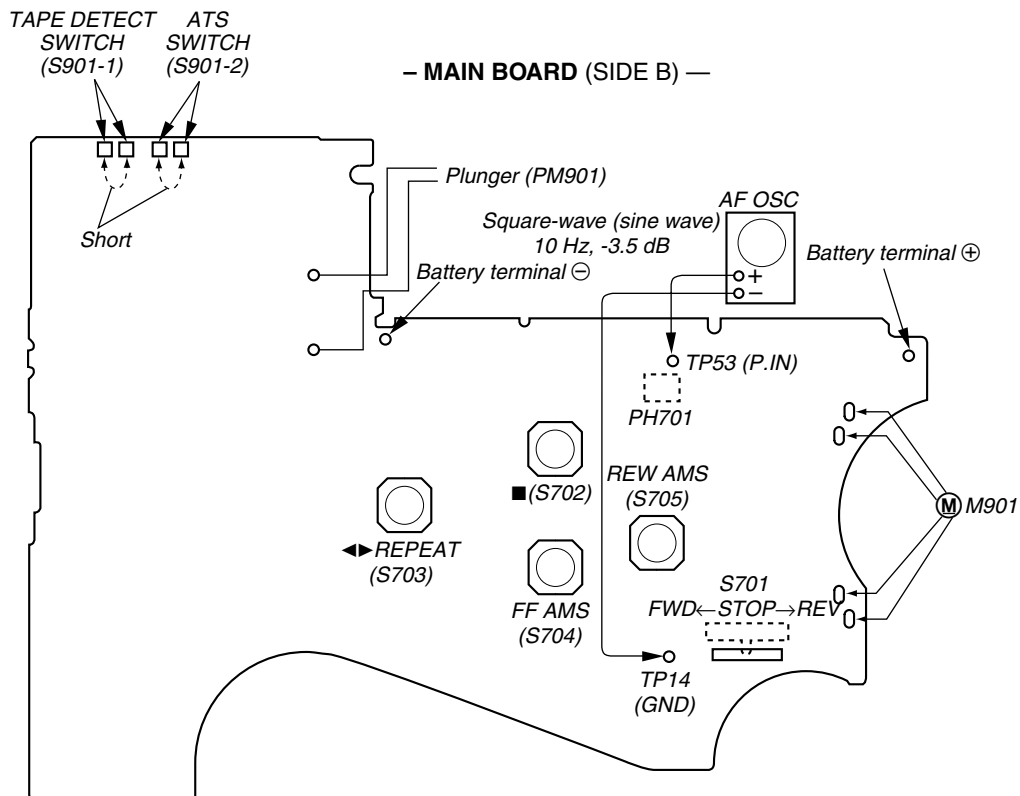 TAPE DETECT
SWITCH
(S901-1)
ATS
SWITCH
(S901-2)
– MAIN BOARD (SIDE B) —
Short
Plunger (PM901)
Square-wave (sine wave)
10 Hz, -3.5 dB
AF OSC
+
−
Battery terminal ⊖
Battery terminal ⊕
TP53 (P.IN)
PH701
■(S702)
REW AMS
(S705)
M M901
◀▶REPEAT
(S703)
FF AMS
(S704)
S701
FWD←STOP→REV
TP14
(GND)